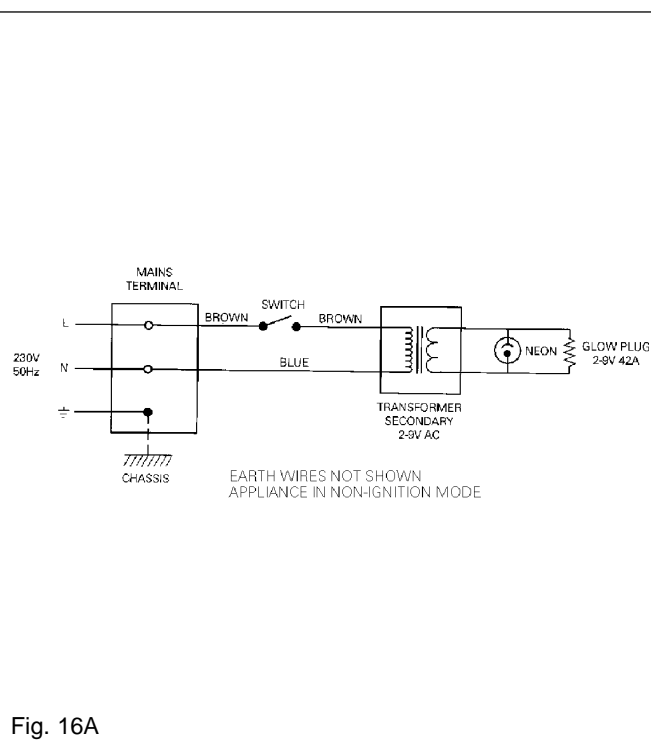 MAINS
TERMINAL
SWITCH
L
BROWN
BROWN
230V
50Hz
N
BLUE
NEON
GLOW PLUG
2-9V 42A
TRANSFORMER
SECONDARY
2-9V AC
CHASSIS
EARTH WIRES NOT SHOWN
APPLIANCE IN NON-IGNITION MODE
Fig. 16A